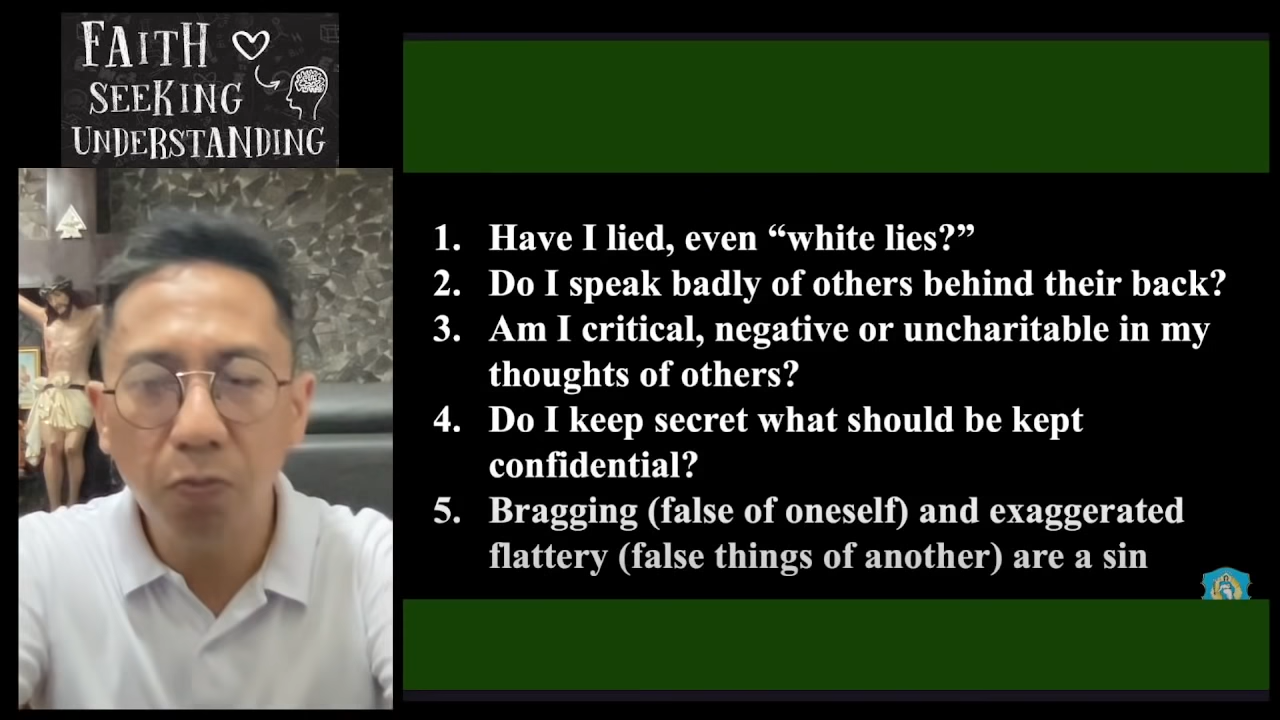 FAITH
SEEKING
UNDERSTANDING
1. Have I lied, even “white lies?”
2. Do I speak badly of others behind their back?
3. Am I critical, negative or uncharitable in my
thoughts of others?
4. Do I keep secret what should be kept
confidential?
5. Bragging (false of oneself) and exaggerated
flattery (false things of another) are a sin